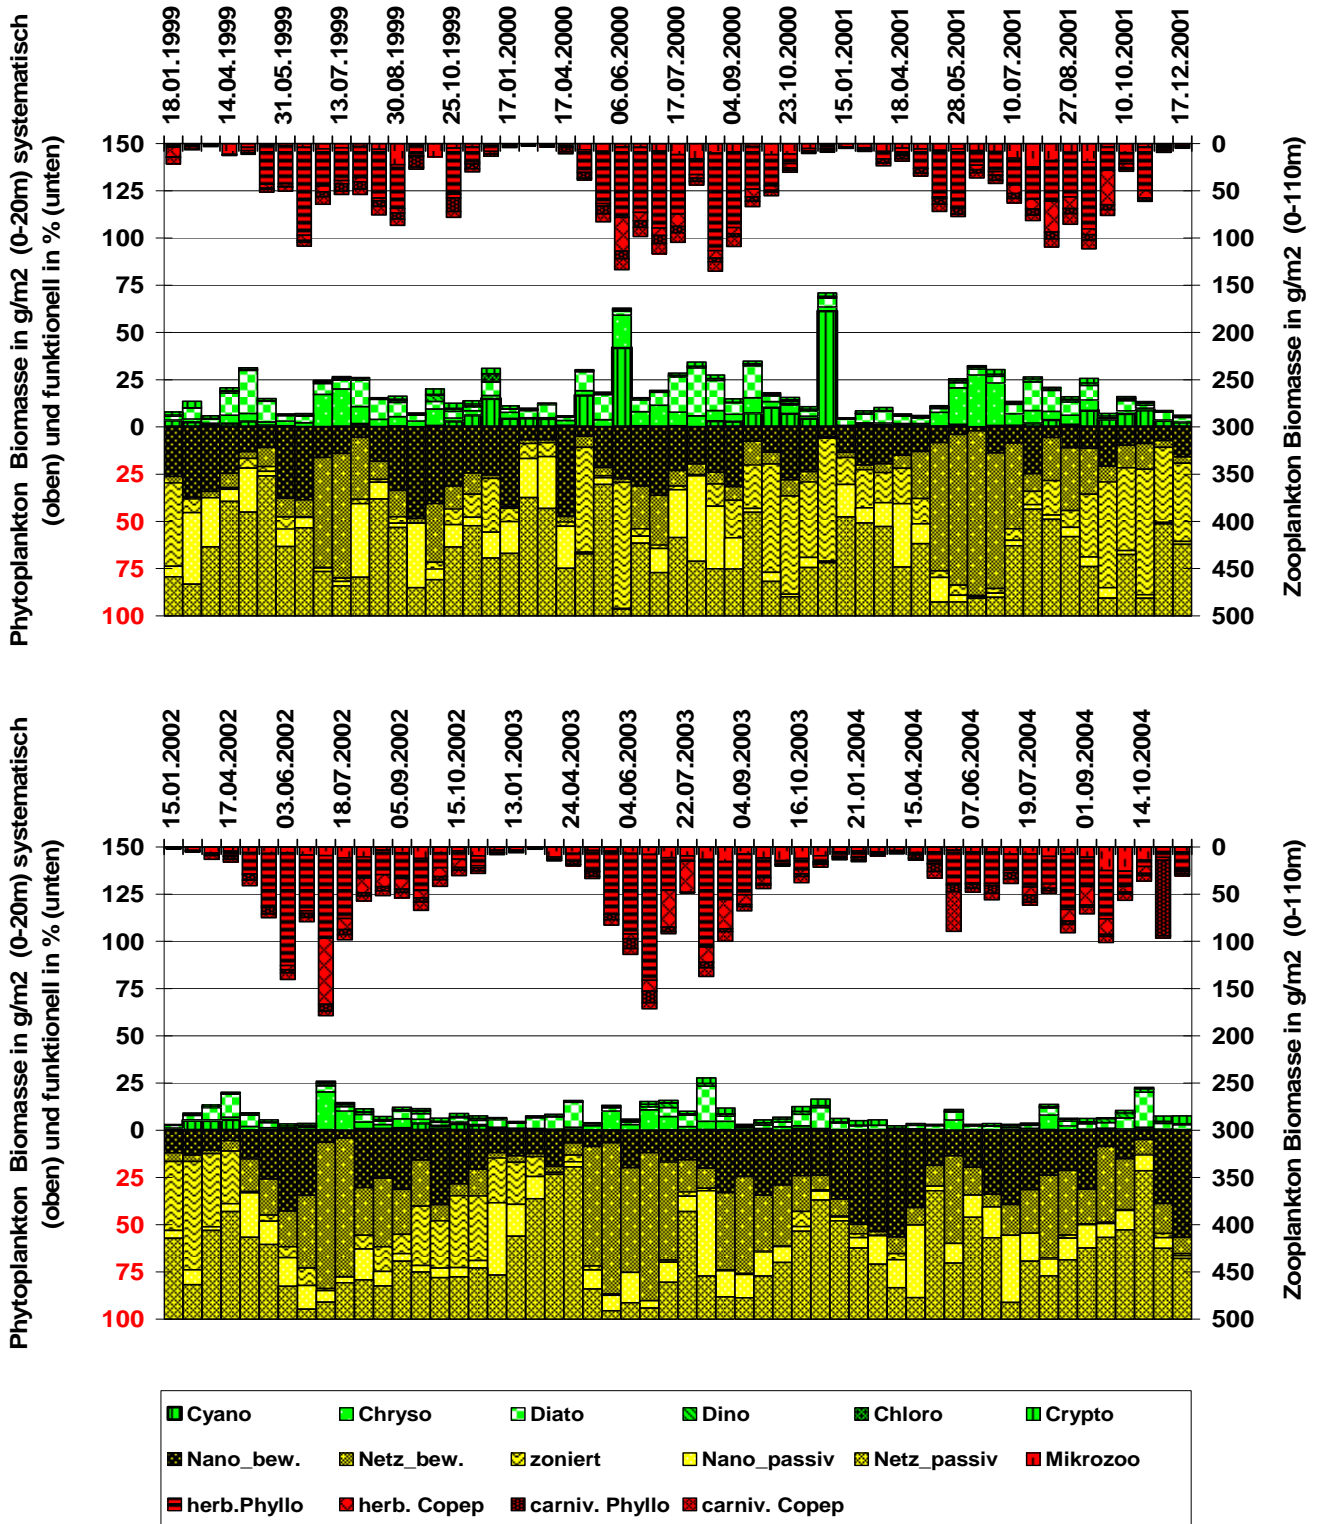 18.01.1999 14.04.1999 31.05.1999 13.07.1999 30.08.1999 25.10.1999 17.01.2000 17.04.2000 06.06.2000 17.07.2000 04.09.2000 23.10.2000 15.01.2001 18.04.2001 28.05.2001 10.07.2001 27.08.2001 10.10.2001 17.12.2001
Phytoplankton Biomasse in g/m2 (0-20m) systematisch
(oben) und funktionell in % (unten)
150 125 100 75 50 25 0 25 50 75 100
0 50 100 150 200 250 300 350 400 450 500
Zooplankton Biomasse in g/m2 (0-110m)
15.01.2002 17.04.2002 03.06.2002 18.07.2002 05.09.2002 15.10.2002 13.01.2003 24.04.2003 04.06.2003 22.07.2003 04.09.2003 16.10.2003 21.01.2004 15.04.2004 07.06.2004 19.07.2004 01.09.2004 14.10.2004
Phytoplankton Biomasse in g/m2 (0-20m) systematisch
(oben) und funktionell in % (unten)
150 125 100 75 50 25 0 25 50 75 100
0 50 100 150 200 250 300 350 400 450 500
Zooplankton Biomasse in g/m2 (0-110m)
Cyano Chryso Diato Dino Chloro Crypto
Nano_bew. Netz_bew. zoniert Nano_passiv Netz_passiv Mikrozoo
herb.Phyllo herb. Copep carniv. Phyllo carniv. Copep